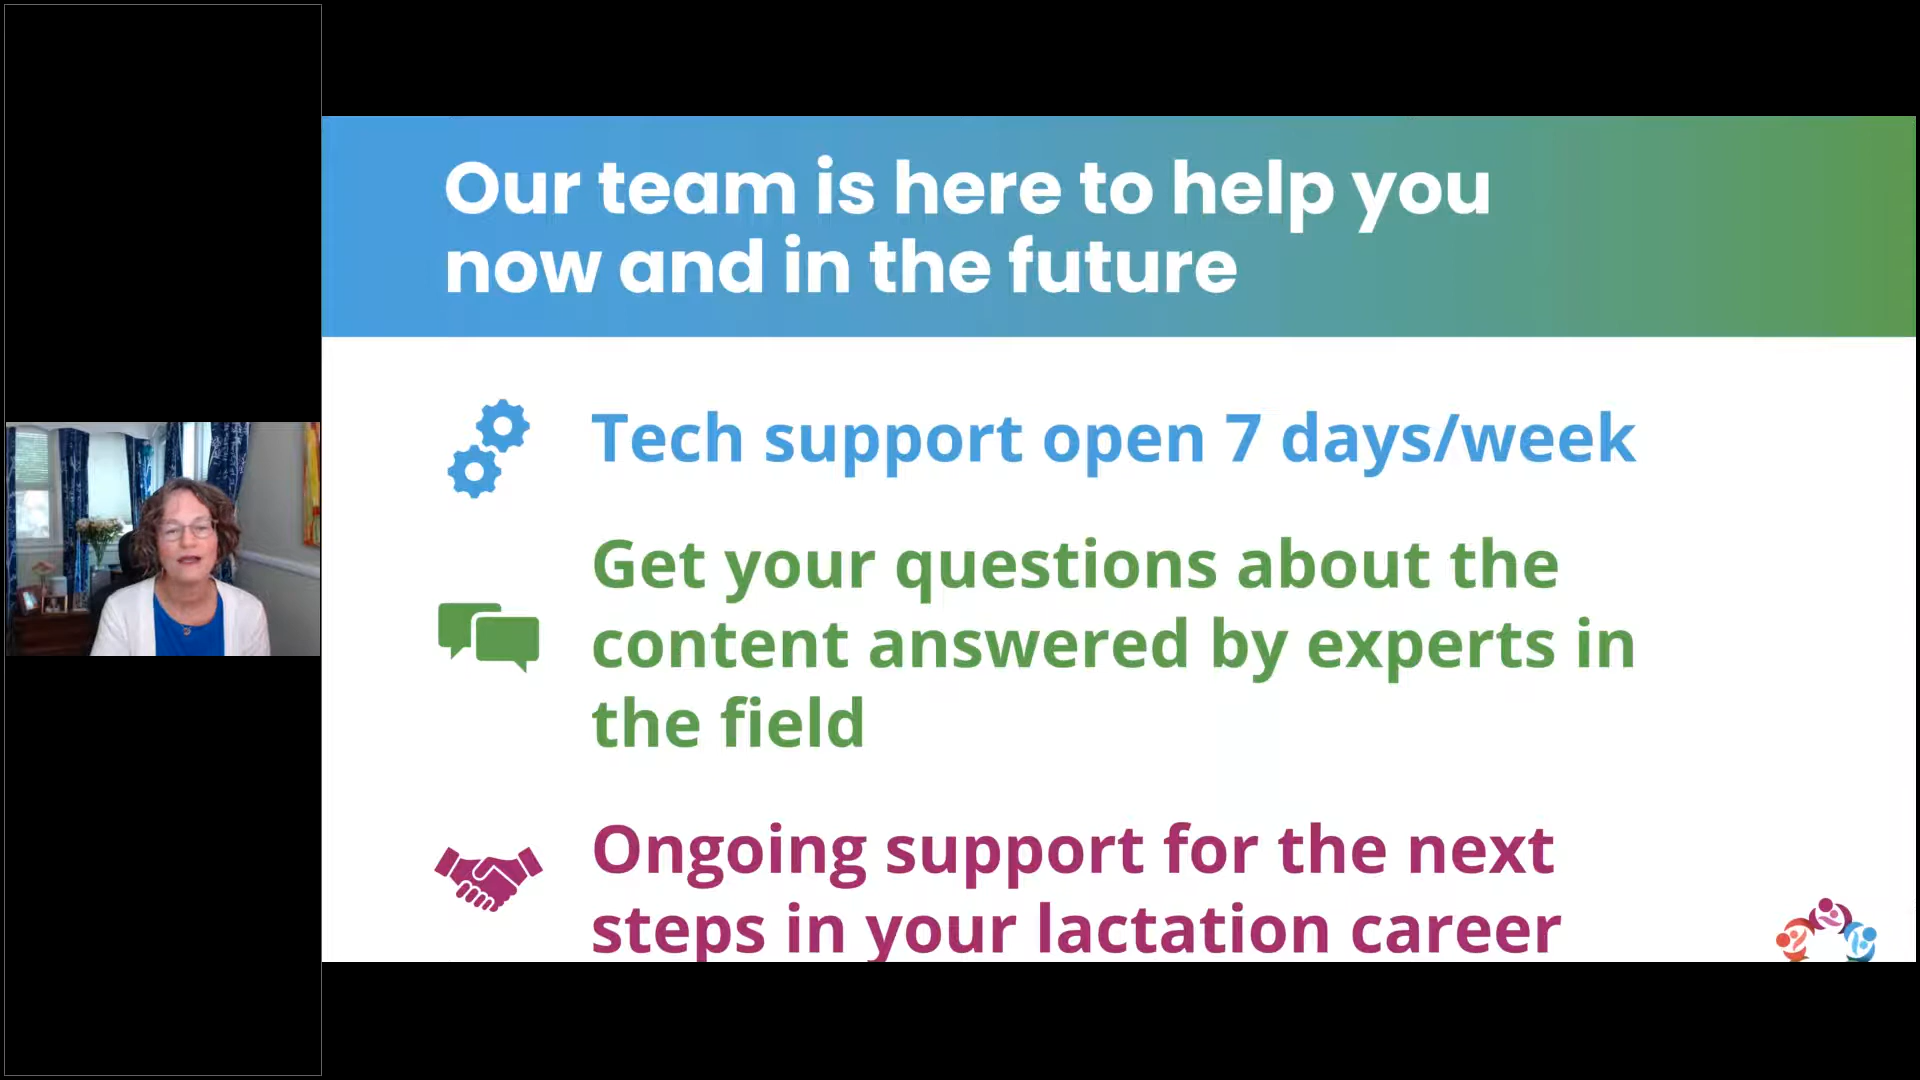 Our team is here to help you
now and in the future
Tech support open 7 days/week
Get your questions about the
content answered by experts in
the field
Ongoing support for the next
steps in your lactation career